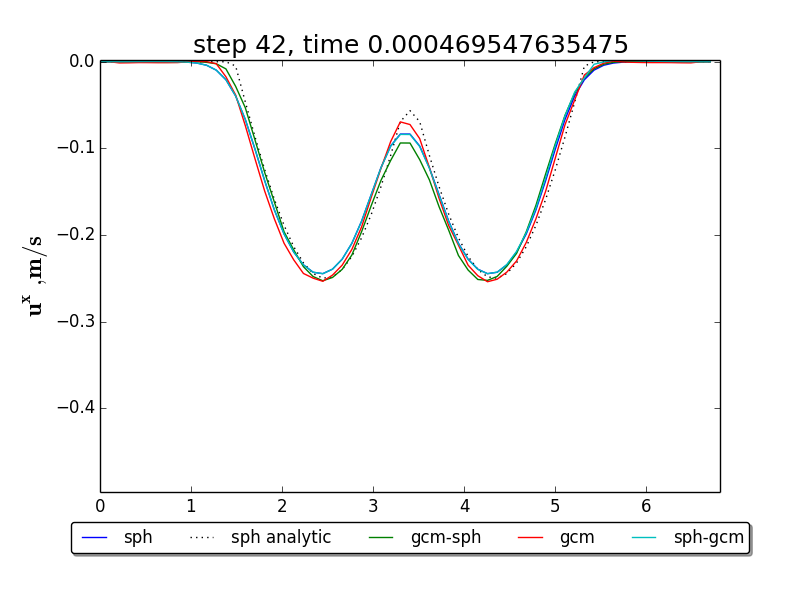 step 42, time 0.000469547635475
0.0
−0.1
−0.2
−0.3
−0.4
u^x ,m/s
0 1 2 3 4 5 6
sph sph analytic gcm-sph gcm sph-gcm